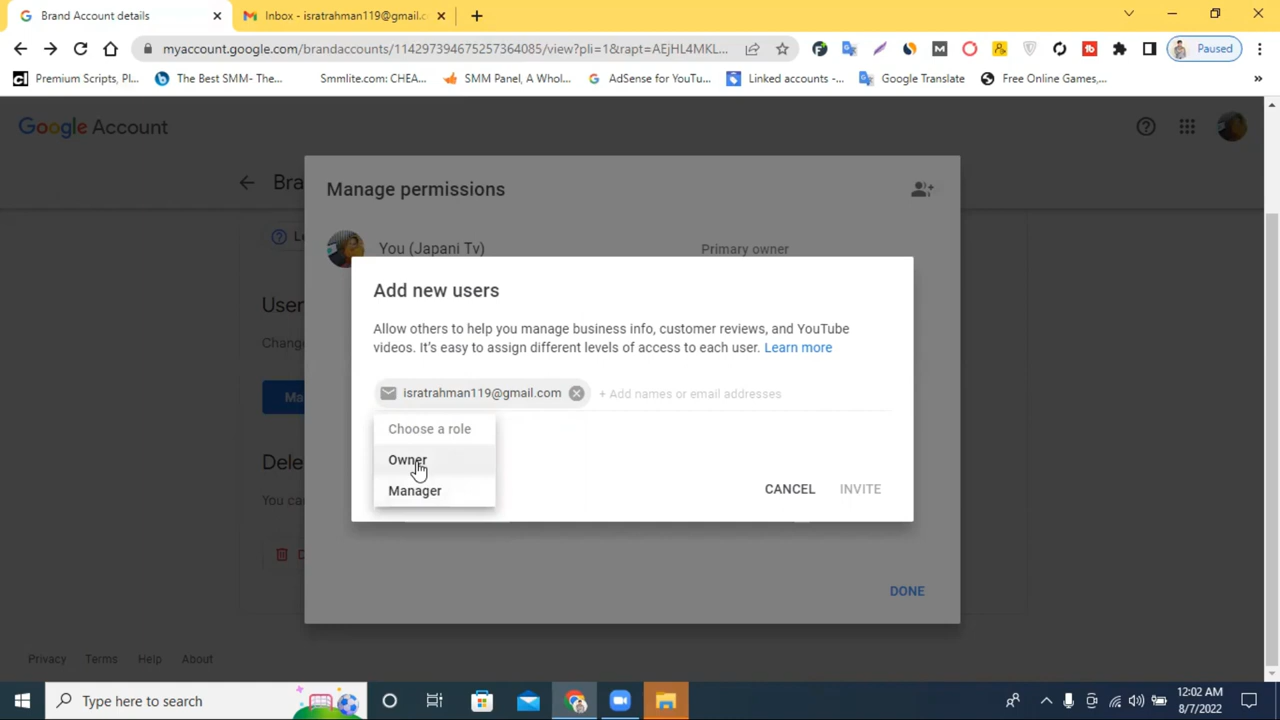 Brand Account details
Inbox - isratrahman119@gmail.c
myaccount.google.com/brandaccounts/114297394675257364085/view?pli=1&rapt=AEjHL4MKL...
Paused
Premium Scripts, Pl...
The Best SMM- The...
Smmlite.com: CHEA...
SMM Panel, A Whol...
AdSense for YouTu...
Linked accounts -...
Google Translate
Free Online Games,...
Google Account
Bra
Manage permissions
You (Japani Tv)
Primary owner
User
Chang
Ma
Dele
You ca
Add new users
Allow others to help you manage business info, customer reviews, and YouTube
videos. It's easy to assign different levels of access to each user. Learn more
isratrahman119@gmail.com
+ Add names or email addresses
Choose a role
Owner
Manager
CANCEL
INVITE
DONE
Privacy
Terms
Help
About
Type here to search
12:02 AM
8/7/2022